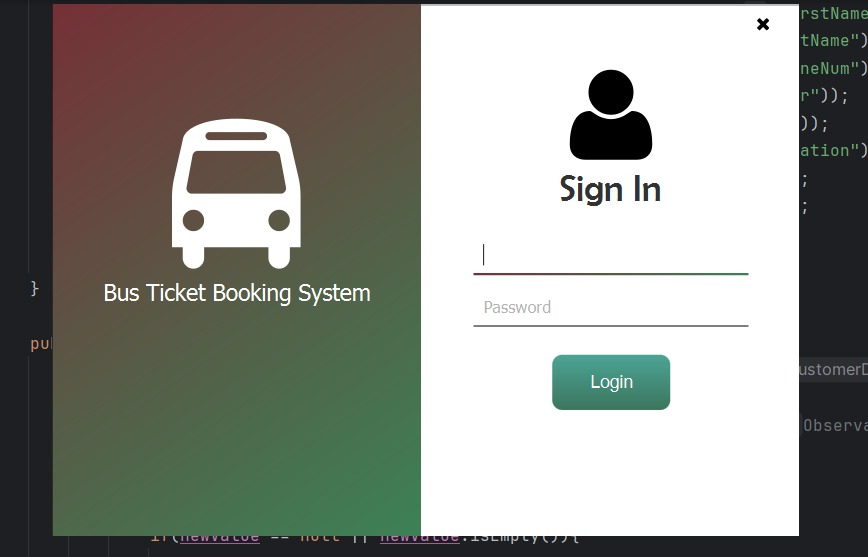 rstName
tName")
neNum")
r"));
));
ation")
;
;
}
Bus Ticket Booking System
Sign In
Password
Login
pu
ustomerD
Observa
if(newValue == null || newValue.isEmpty()){